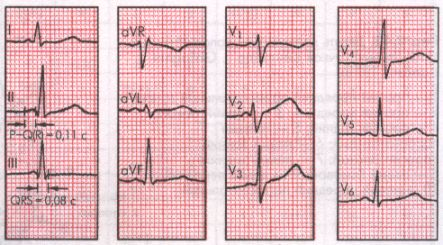 I
II
P–Q(R) = 0,11 c
III
QRS = 0,08 c
aVR
aVL
aVF
V1
V2
V3
V4
V5
V6